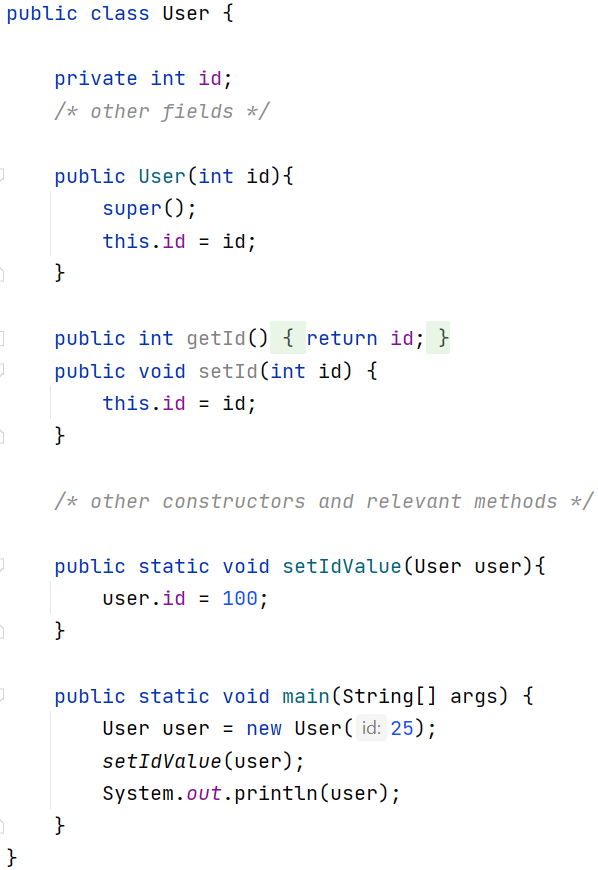 public class User {
private int id;
/* other fields */
public User(int id){
super();
this.id = id;
}
public int getId() { return id; }
public void setId(int id) {
this.id = id;
}
/* other constructors and relevant methods */
public static void setIdValue(User user){
user.id = 100;
}
public static void main(String[] args) {
User user = new User( id: 25);
setIdValue(user);
System.out.println(user);
}
}